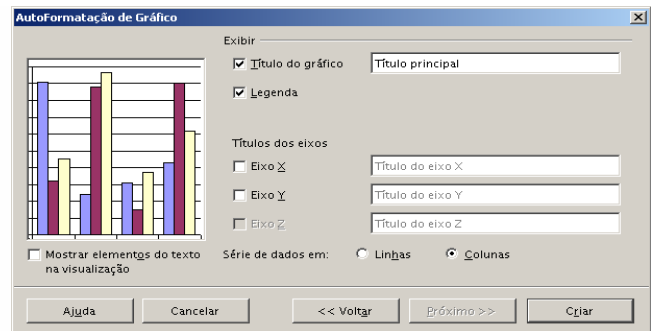 AutoFormatação de Gráfico
Exibir
Título do gráfico Título principal
Legenda
Títulos dos eixos
Eixo X Título do eixo X
Eixo Y Título do eixo Y
Eixo Z Título do eixo Z
Mostrar elementos do texto
na visualização
Série de dados em: Linhas Colunas
Ajuda Cancelar << Voltar Próximo >> Criar